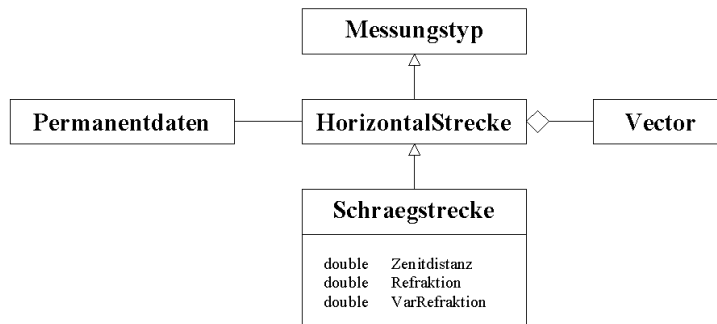 Messungstyp
Permanentdaten
HorizontalStrecke
Vector
Schraegstrecke
double Zenitdistanz
double Refraktion
double VarRefraktion